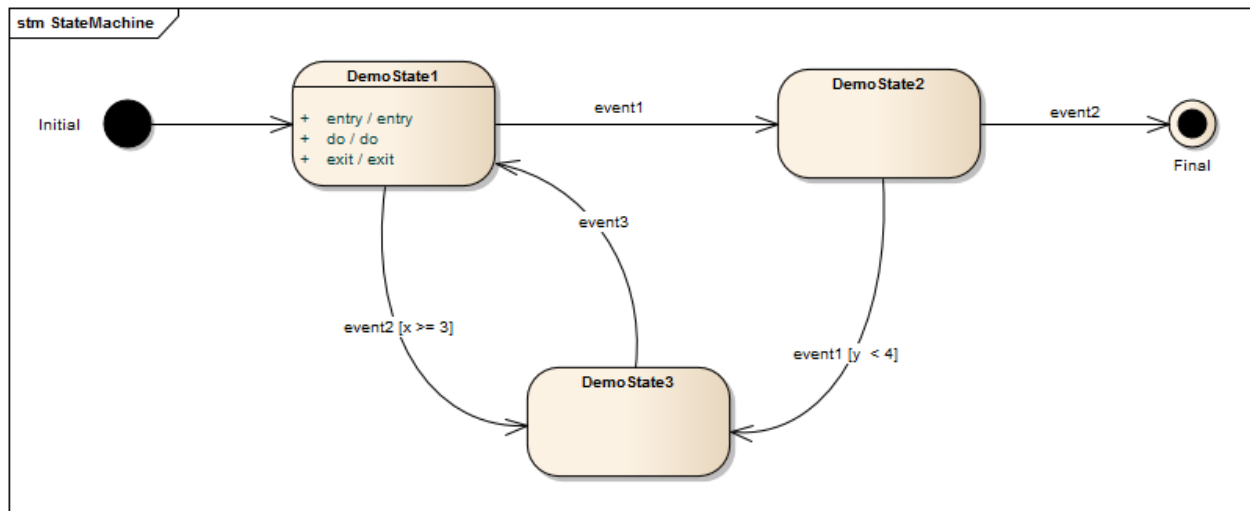 stm StateMachine
DemoState1
DemoState2
event1
event2
Initial
+ entry / entry
+ do / do
+ exit / exit
Final
event3
event2 [x >= 3]
event1 [y < 4]
DemoState3